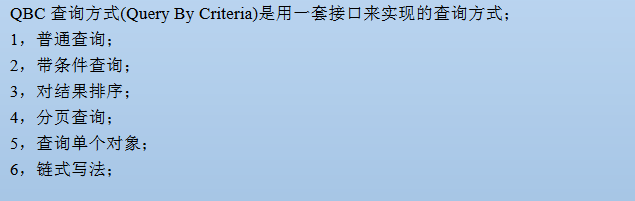 QBC 查询方式(Query By Criteria)是用一套接口来实现的查询方式；
1，普通查询；
2，带条件查询；
3，对结果排序；
4，分页查询；
5，查询单个对象；
6，链式写法；